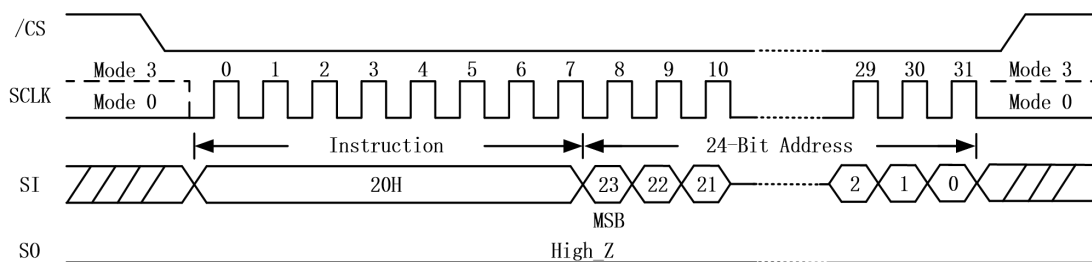 /CS
Mode 3 0 1 2 3 4 5 6 7 8 9 10 29 30 31 Mode 3
SCLK
Mode 0 Mode 0
Instruction 24-Bit Address
SI 20H 23 22 21 2 1 0
MSB
SO High_Z